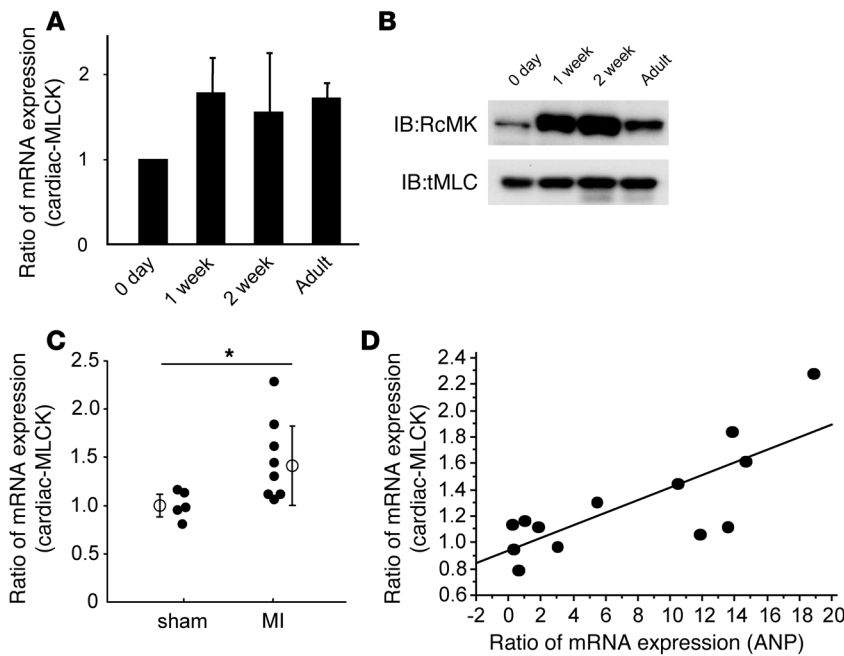 A
Ratio of mRNA expression
(cardiac-MLCK)
2
1
0
0 day
1 week
2 week
Adult
B
0 day
1 week
2 week
Adult
IB:RcMK
IB:tMLC
C
Ratio of mRNA expression
(cardiac-MLCK)
2.5
2.0
1.5
1.0
0.5
0
*
sham
MI
D
Ratio of mRNA expression
(cardiac-MLCK)
2.4
2.2
2.0
1.8
1.6
1.4
1.2
1.0
0.8
0.6
-2 0 2 4 6 8 10 12 14 16 18 20
Ratio of mRNA expression (ANP)